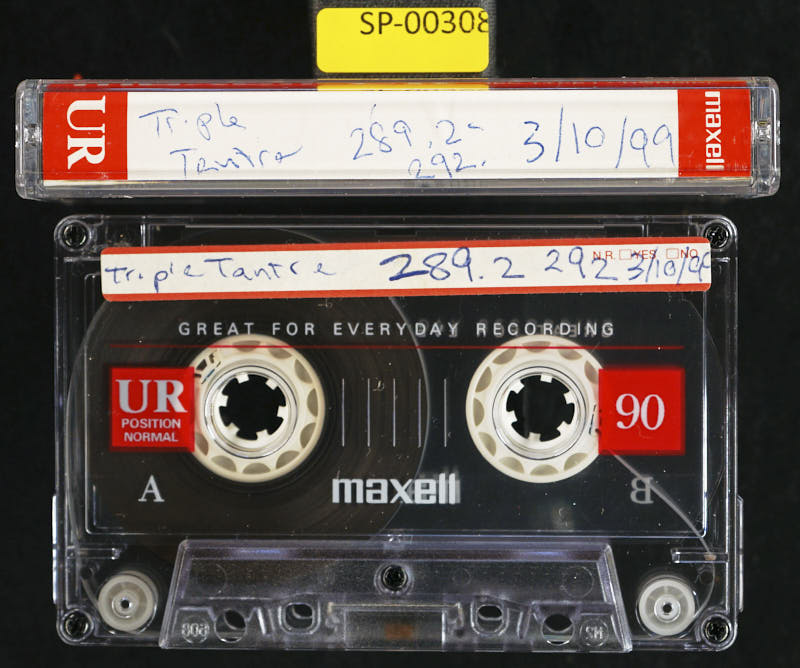 SP-00308
UR
Triple
Tantra
289.2-
292.
3/10/99
maxell
Triple Tantra 289.2 292 3/10/99
N.R. YES NO
GREAT FOR EVERYDAY RECORDING
UR
POSITION
NORMAL
90
A
maxell
B